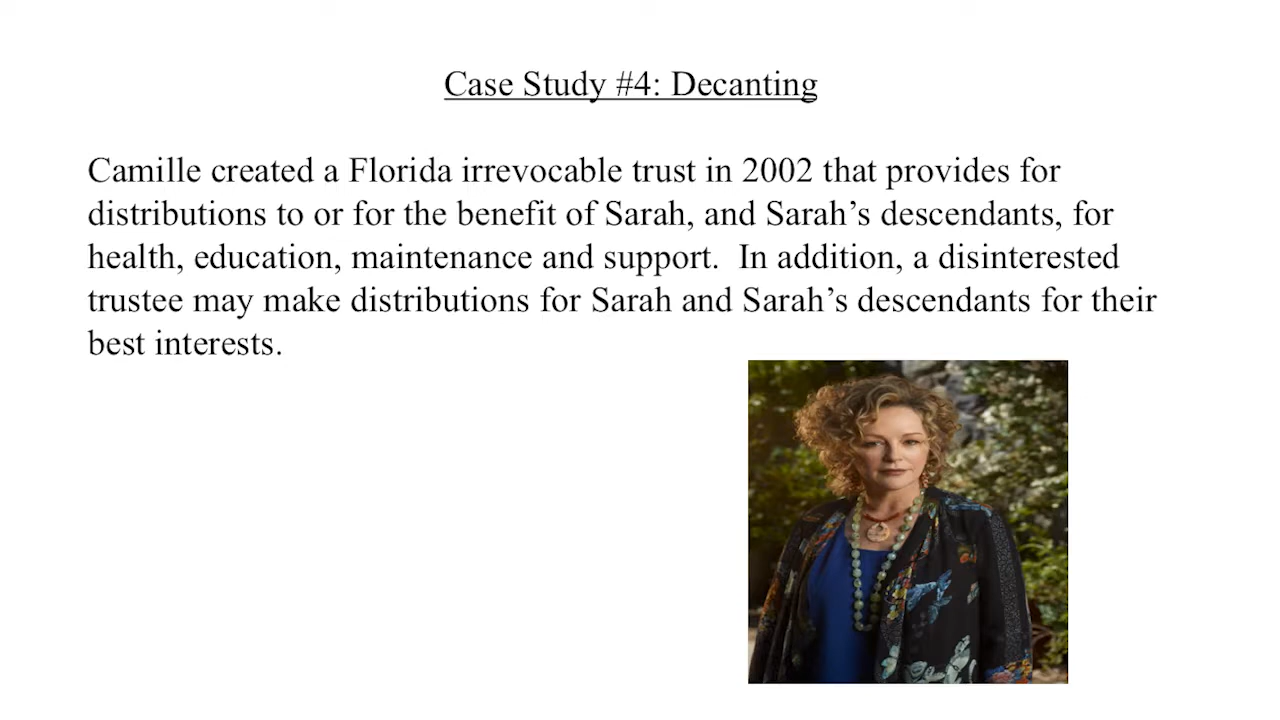 Case Study #4: Decanting
Camille created a Florida irrevocable trust in 2002 that provides for
distributions to or for the benefit of Sarah, and Sarah’s descendants, for
health, education, maintenance and support.  In addition, a disinterested
trustee may make distributions for Sarah and Sarah’s descendants for their
best interests.